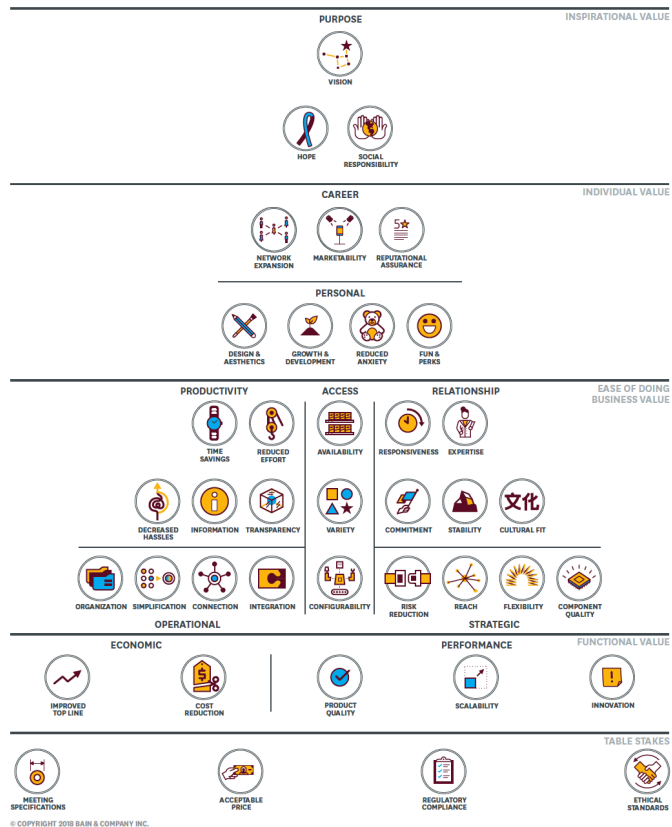 PURPOSE
INSPIRATIONAL VALUE
VISION
HOPE
SOCIAL
RESPONSIBILITY
CAREER
INDIVIDUAL VALUE
NETWORK
EXPANSION
MARKETABILITY
5
REPUTATIONAL
ASSURANCE
PERSONAL
DESIGN &
AESTHETICS
GROWTH &
DEVELOPMENT
REDUCED
ANXIETY
FUN &
PERKS
EASE OF DOING
BUSINESS VALUE
PRODUCTIVITY
ACCESS
RELATIONSHIP
TIME
SAVINGS
REDUCED
EFFORT
AVAILABILITY
RESPONSIVENESS
EXPERTISE
i
文化
DECREASED
HASSLES
INFORMATION
TRANSPARENCY
VARIETY
COMMITMENT
STABILITY
CULTURAL FIT
ORGANIZATION
SIMPLIFICATION
CONNECTION
INTEGRATION
CONFIGURABILITY
RISK
REDUCTION
REACH
FLEXIBILITY
COMPONENT
QUALITY
OPERATIONAL
STRATEGIC
FUNCTIONAL VALUE
ECONOMIC
PERFORMANCE
$
!
IMPROVED
TOP LINE
COST
REDUCTION
PRODUCT
QUALITY
SCALABILITY
INNOVATION
TABLE STAKES
MEETING
SPECIFICATIONS
ACCEPTABLE
PRICE
REGULATORY
COMPLIANCE
ETHICAL
STANDARDS
© COPYRIGHT 2018 BAIN & COMPANY INC.